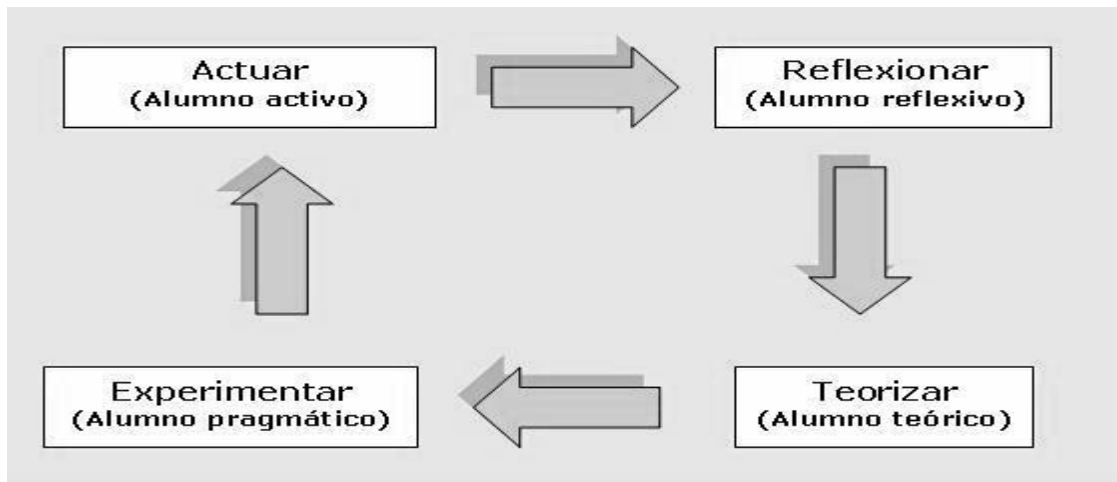 Actuar
(Alumno activo)
Reflexionar
(Alumno reflexivo)
Experimentar
(Alumno pragmático)
Teorizar
(Alumno teórico)